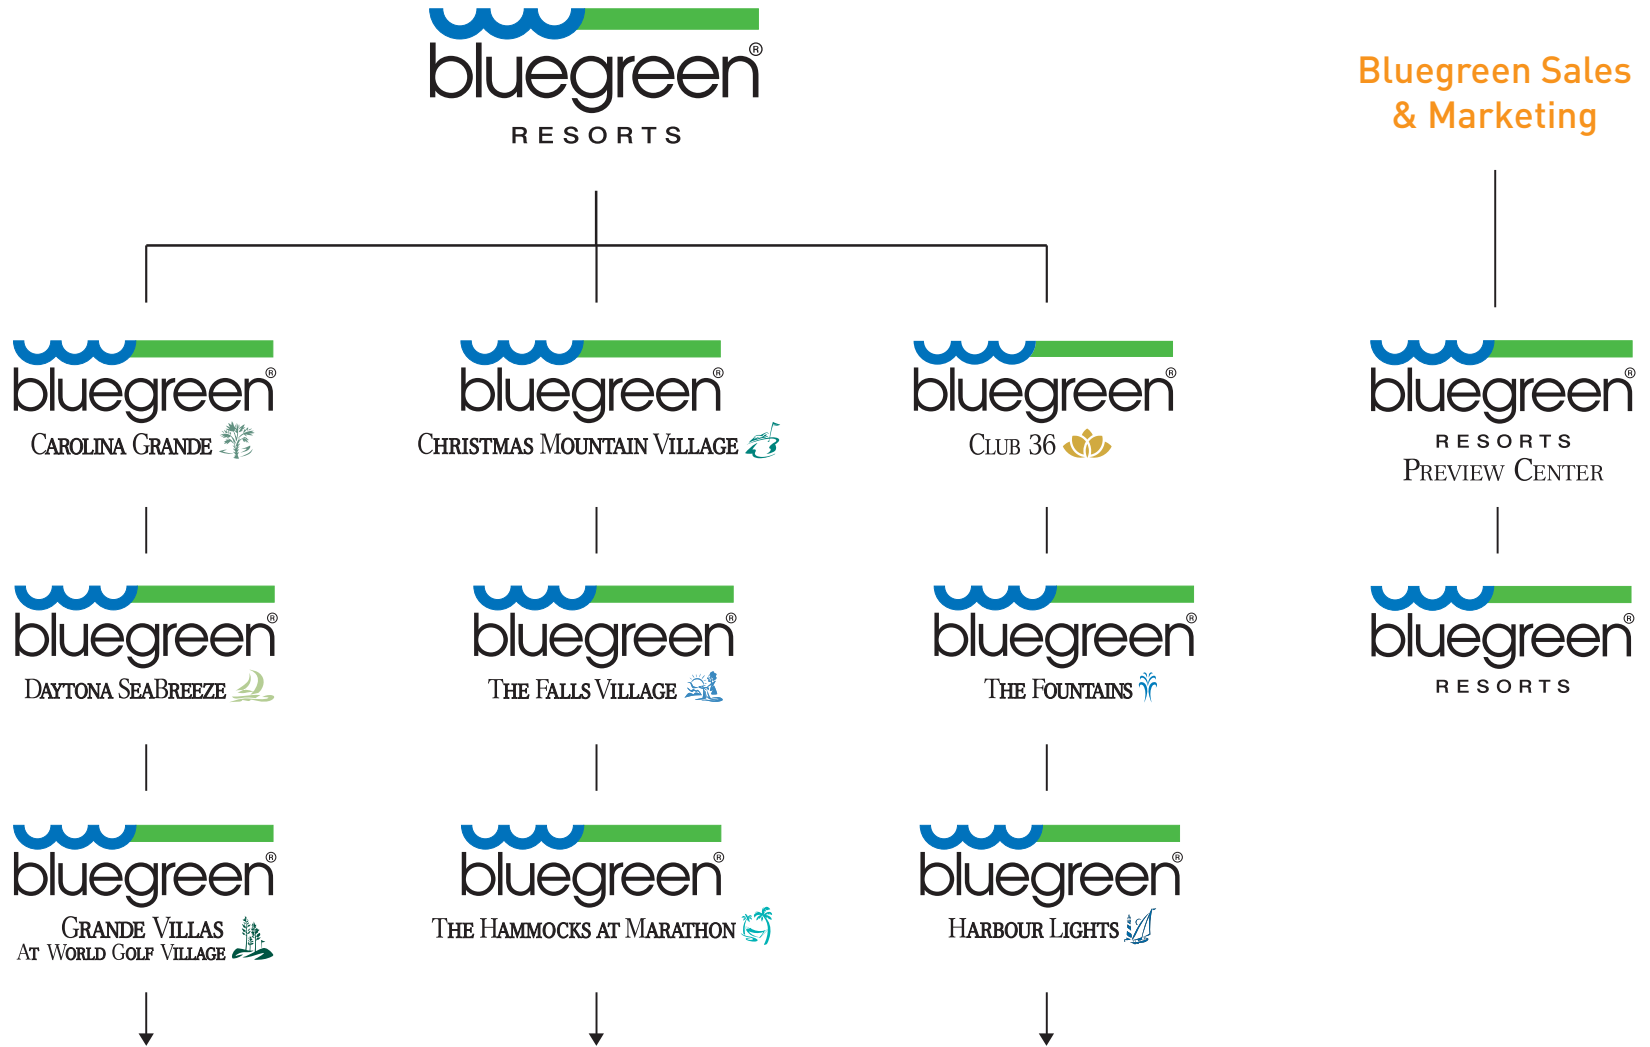 bluegreen®
RESORTS
Bluegreen Sales
& Marketing
bluegreen®
CAROLINA GRANDE
bluegreen®
CHRISTMAS MOUNTAIN VILLAGE
bluegreen®
CLUB 36
bluegreen®
RESORTS
PREVIEW CENTER
bluegreen®
DAYTONA SEABREEZE
bluegreen®
THE FALLS VILLAGE
bluegreen®
THE FOUNTAINS
bluegreen®
RESORTS
bluegreen®
GRANDE VILLAS
AT WORLD GOLF VILLAGE
bluegreen®
THE HAMMOCKS AT MARATHON
bluegreen®
HARBOUR LIGHTS